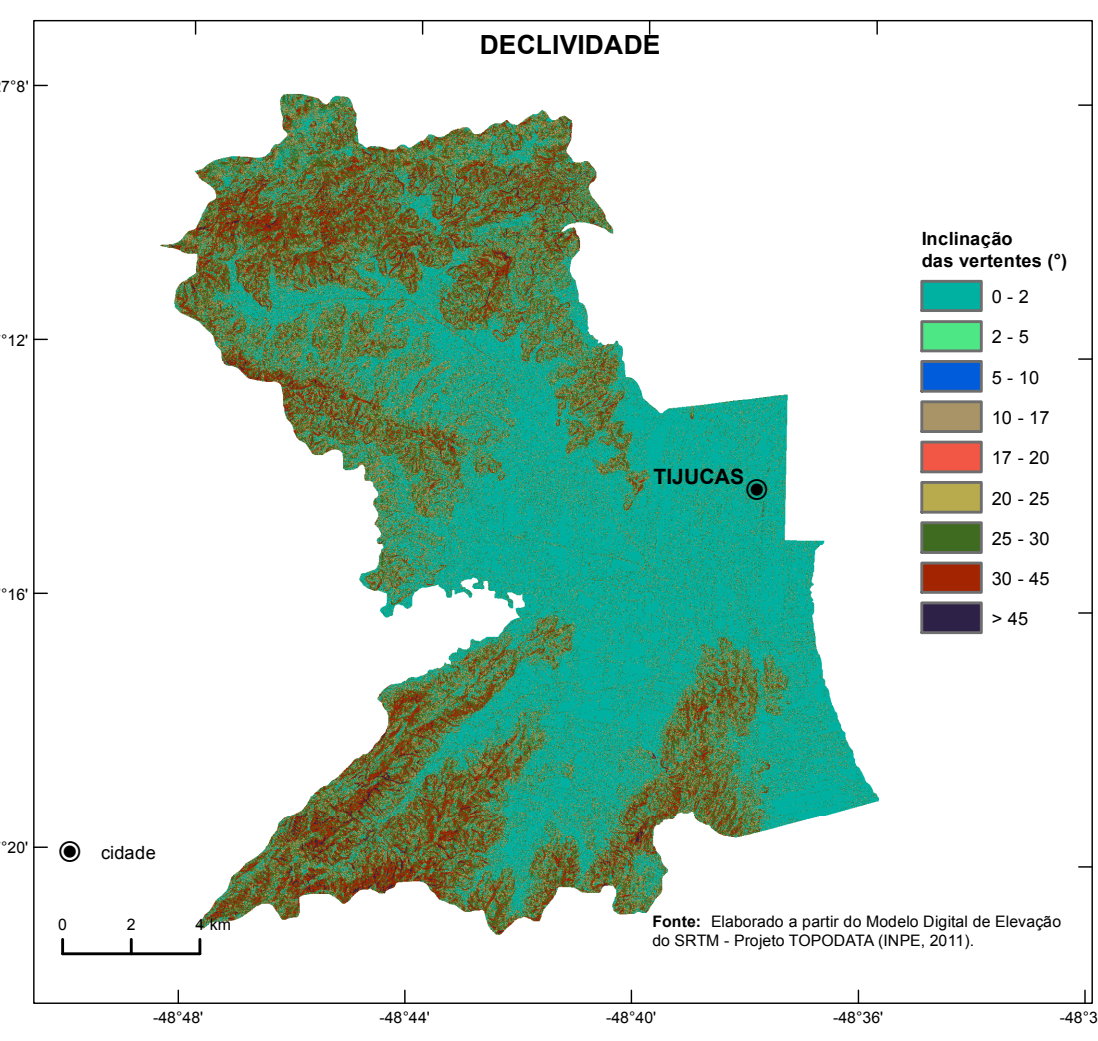 DECLIVIDADE
27°8'
Inclinação
das vertentes (°)
0 - 2
°12'
2 - 5
5 - 10
10 - 17
17 - 20
TIJUCAS
20 - 25
25 - 30
30 - 45
°16'
> 45
°20'
cidade
0 2 4 km
Fonte: Elaborado a partir do Modelo Digital de Elevação
do SRTM - Projeto TOPODATA (INPE, 2011).
-48°48' -48°44' -48°40' -48°36' -48°3